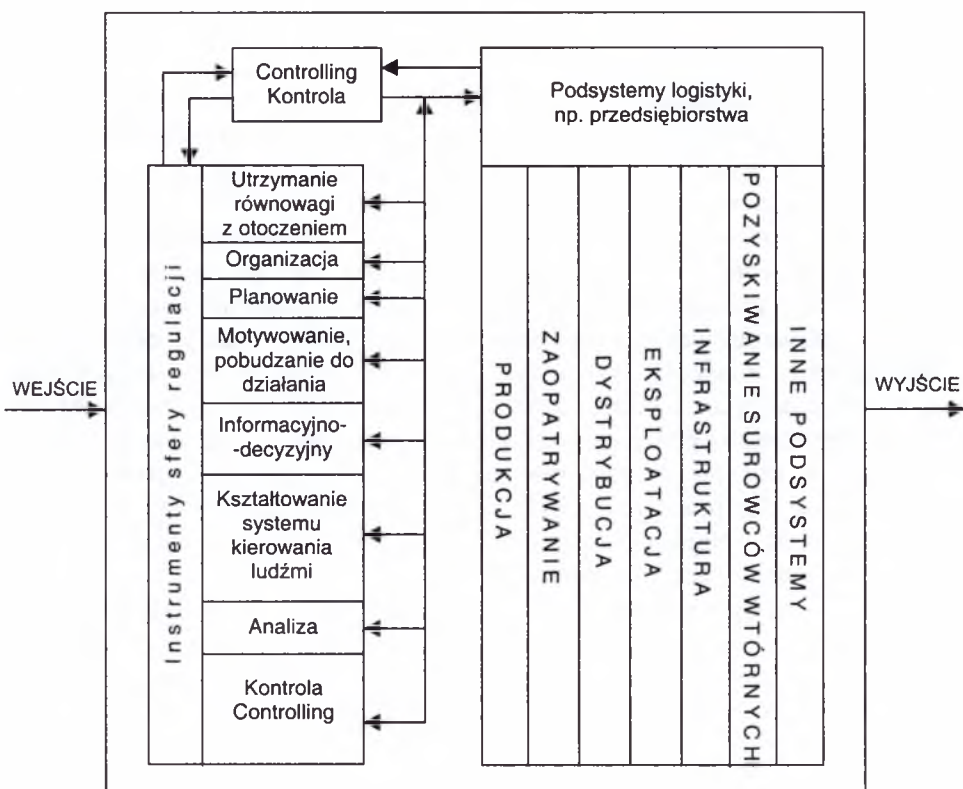 Controlling
Kontrola
Podsystemy logistyki,
np. przedsiębiorstwa
WEJŚCIE
Instrumenty sfery regulacji
Utrzymanie
równowagi
z otoczeniem
Organizacja
Planowanie
Motywowanie,
pobudzanie do
działania
Informacyjno-
-decyzyjny
Kształtowanie
systemu
kierowania
ludźmi
Analiza
Kontrola
Controlling
PRODUKCJA
ZAOPATRYWANIE
DYSTRYBUCJA
EKSPLOATACJA
INFRASTRUKTURA
POZYSKIWANIE SUROWCÓW WTÓRNYCH
INNE PODSYSTEMY
WYJŚCIE